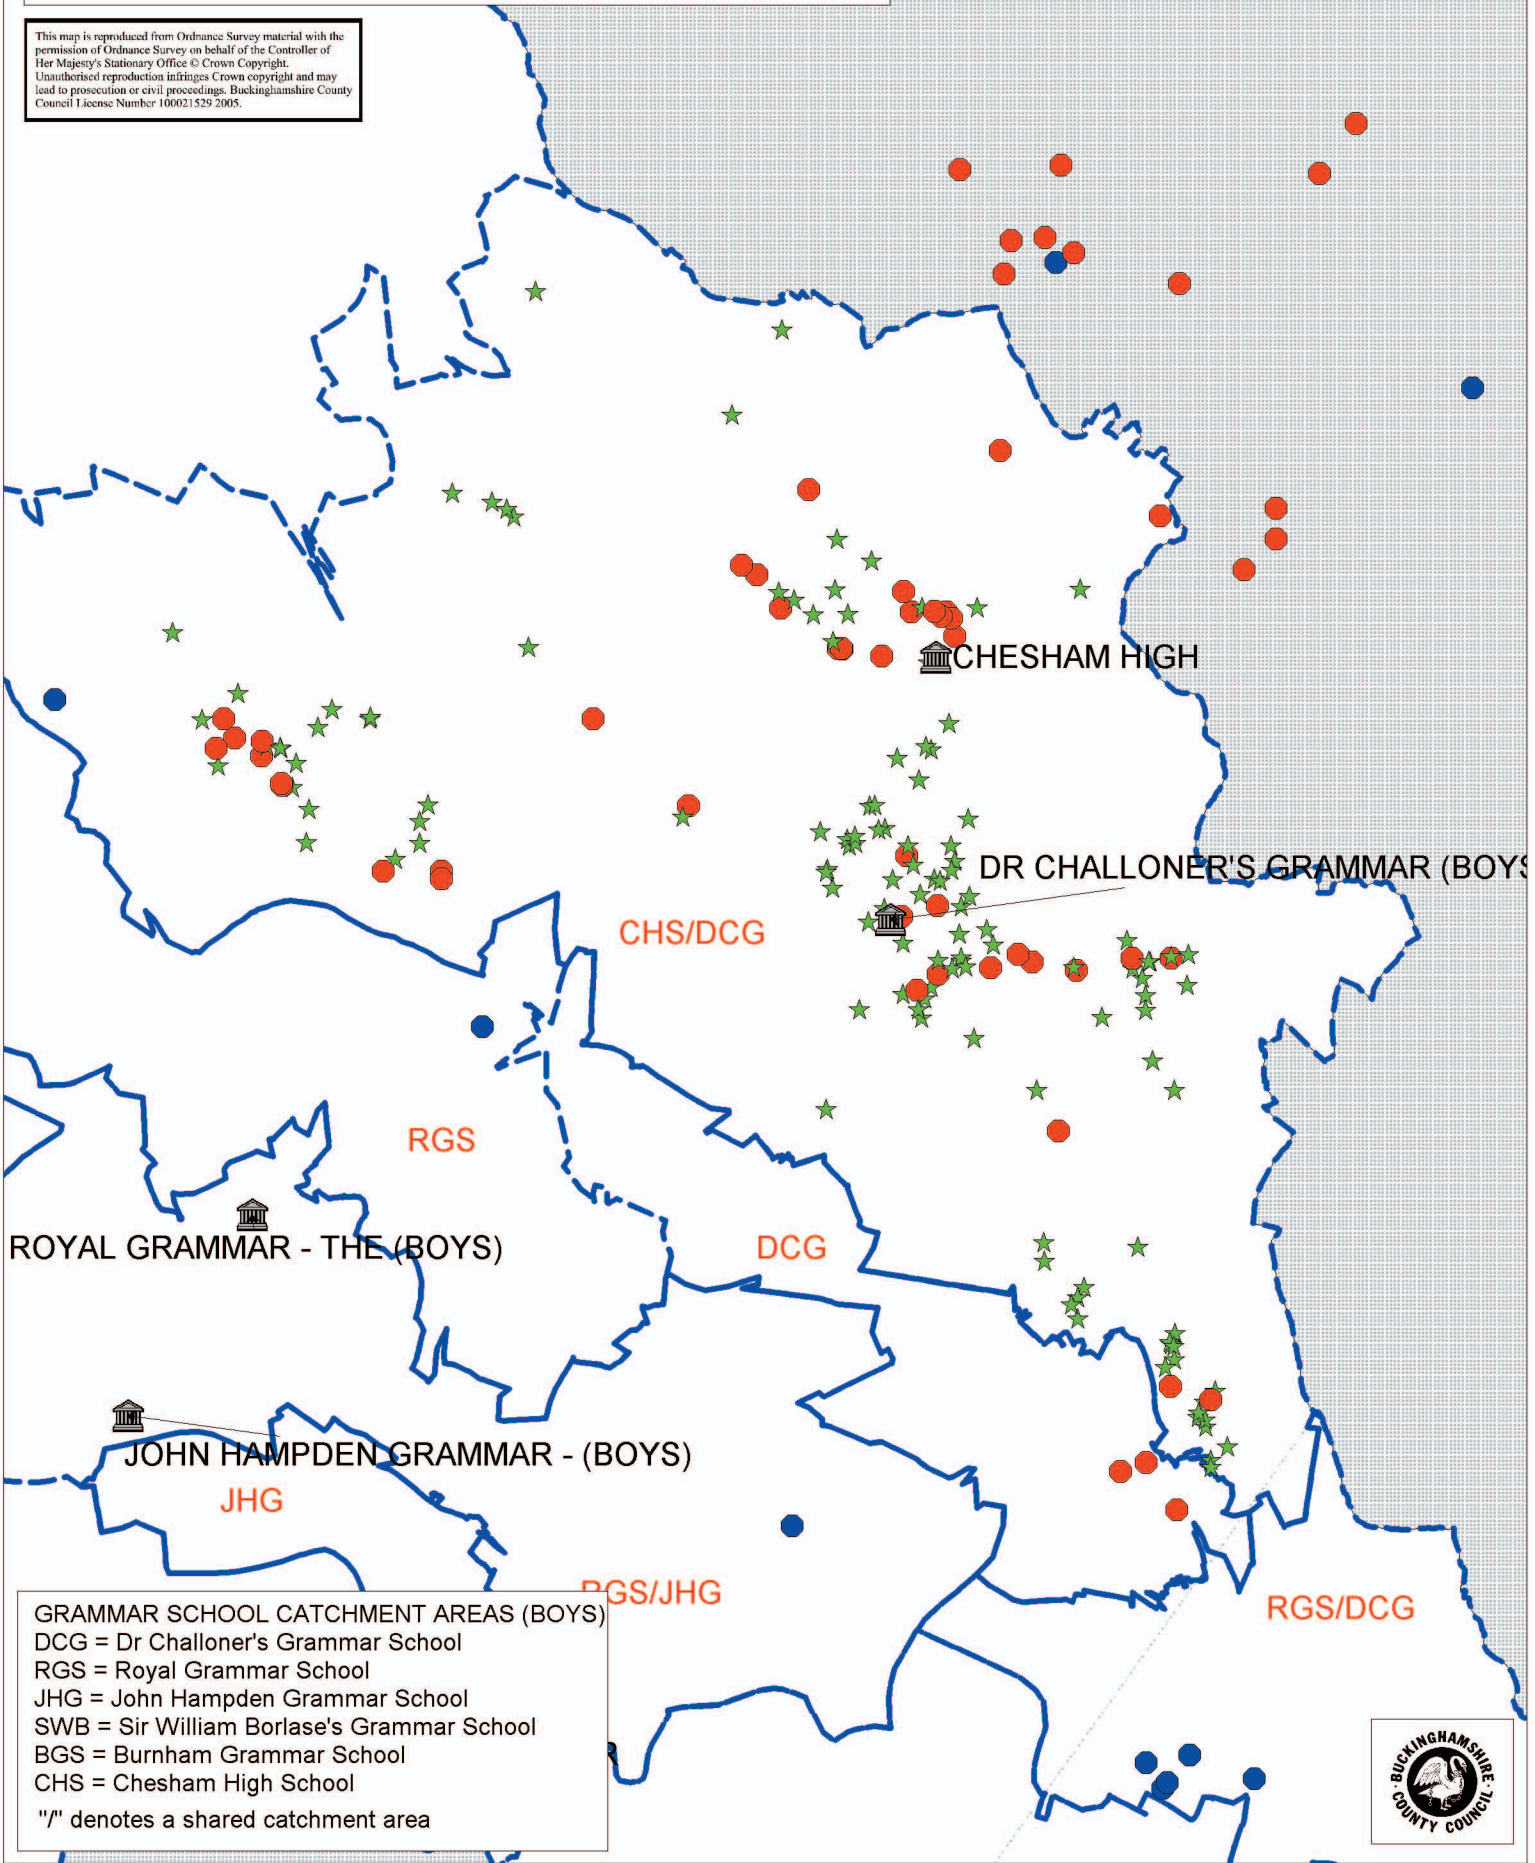 This map is reproduced from Ordnance Survey material with the
permission of Ordnance Survey on behalf of the Controller of
Her Majesty's Stationary Office © Crown Copyright.
Unauthorised reproduction infringes Crown copyright and may
lead to prosecution or civil proceedings. Buckinghamshire County
Council License Number 100021529 2005.
CHESHAM HIGH
DR CHALLONER'S GRAMMAR (BOYS
CHS/DCG
RGS
ROYAL GRAMMAR - THE (BOYS)
DCG
JOHN HAMPDEN GRAMMAR - (BOYS)
JHG
RGS/JHG
RGS/DCG
GRAMMAR SCHOOL CATCHMENT AREAS (BOYS)
DCG = Dr Challoner's Grammar School
RGS = Royal Grammar School
JHG = John Hampden Grammar School
SWB = Sir William Borlase's Grammar School
BGS = Burnham Grammar School
CHS = Chesham High School
"/" denotes a shared catchment area
R
BUCKINGHAMSHIRE
COUNTY COUNCIL